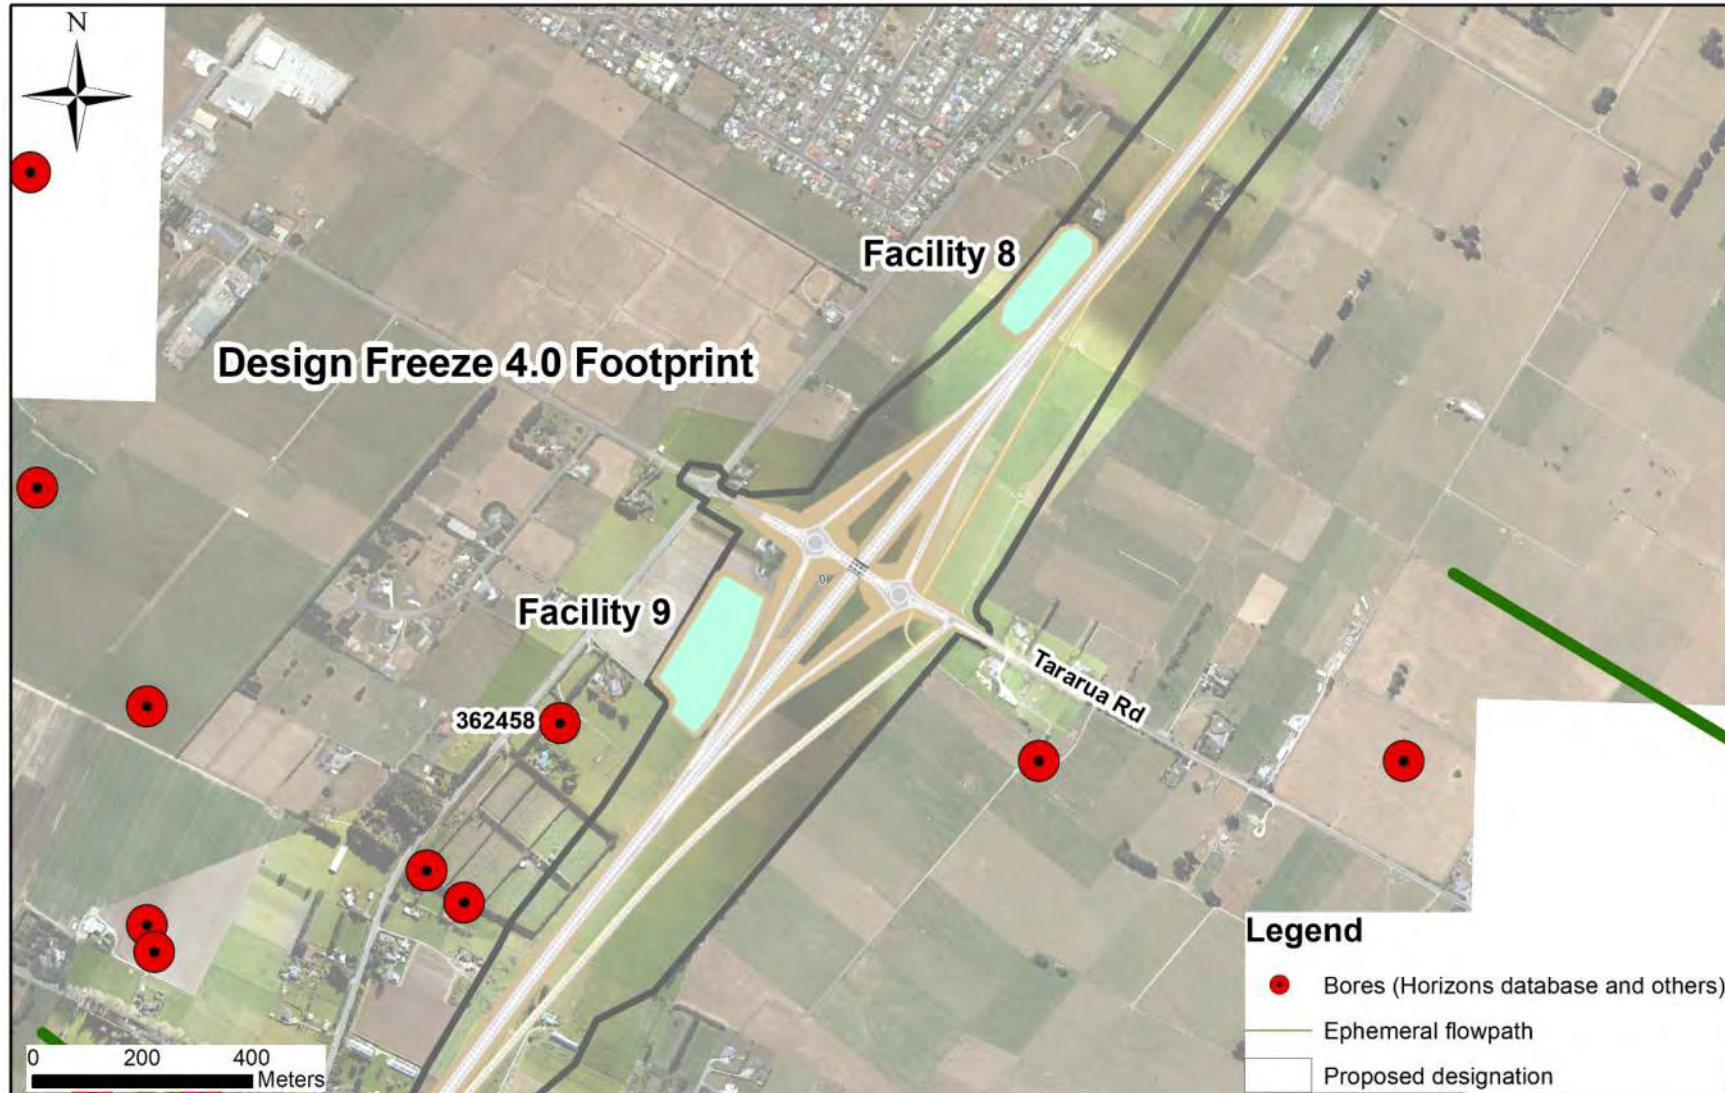 N
Facility 8
Design Freeze 4.0 Footprint
Facility 9
Tararua Rd
362458
Legend
Bores (Horizons database and others)
Ephemeral flowpath
Proposed designation
0 200 400
Meters